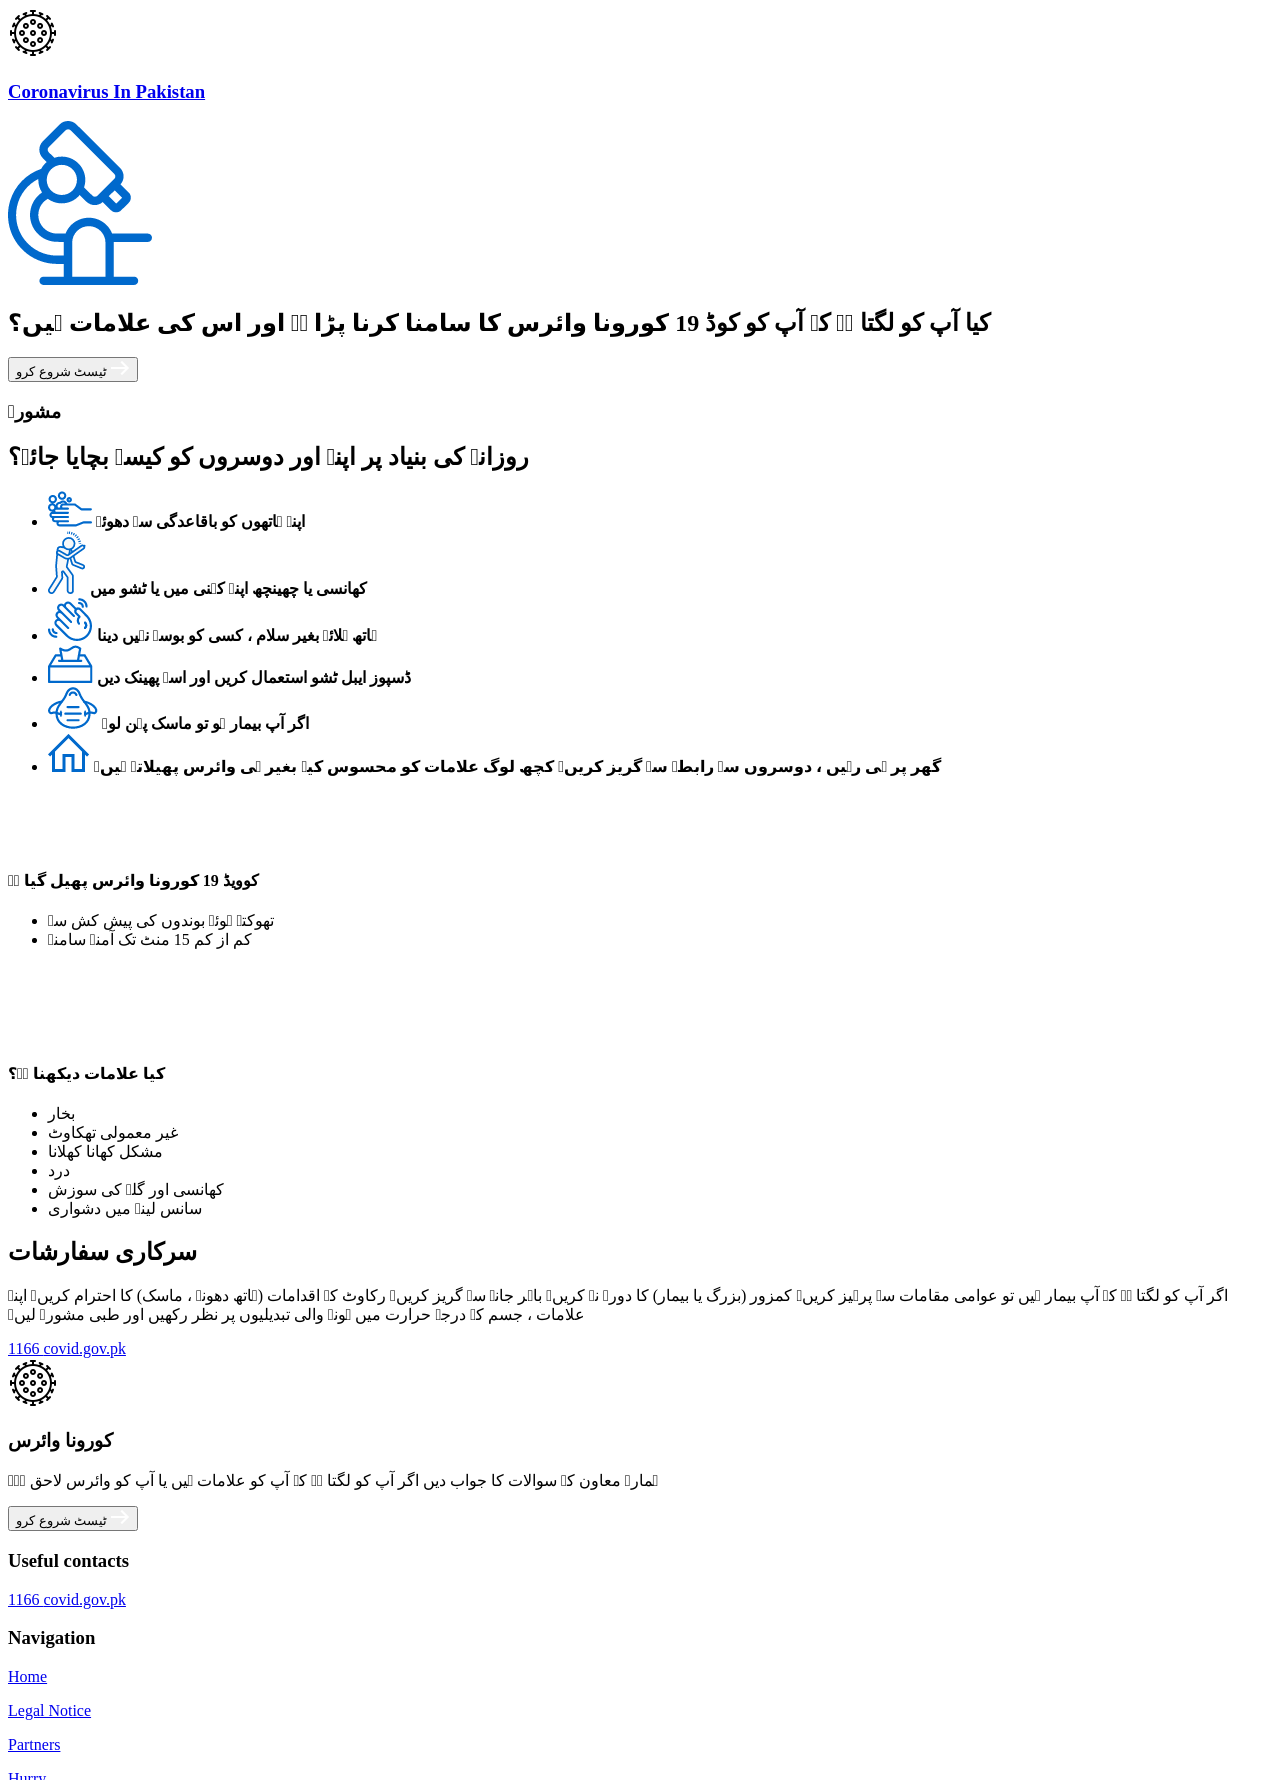 Coronavirus In Pakistan
کیا آپ کو لگتا ہے کہ آپ کو کوڈ 19 کورونا وائرس کا سامنا کرنا پڑا ہے اور اس کی علامات ہیں؟
ٹیسٹ شروع کرو
مشورہ
روزانہ کی بنیاد پر اپنے اور دوسروں کو کیسے بچایا جائے؟
اپنے ہاتھوں کو باقاعدگی سے دھوئے
کھانسی یا چھینچھ اپنے کہنی میں یا ٹشو میں
ہاتھ ہلائے بغیر سلام ، کسی کو بوسہ نہیں دینا
ڈسپوز ایبل ٹشو استعمال کریں اور اسے پھینک دیں
اگر آپ بیمار ہو تو ماسک پہن لو۔
گھر پر ہی رہیں ، دوسروں سے رابطے سے گریز کریں۔ کچھ لوگ علامات کو محسوس کیے بغیر ہی وائرس پھیلاتے ہیں۔
کوویڈ 19 کورونا وائرس پھیل گیا ہے
تھوکتے ہوئے بوندوں کی پیش کش سے
کم از کم 15 منٹ تک آمنے سامنے
کیا علامات دیکھنا ہے؟
بخار
غیر معمولی تھکاوٹ
مشکل کھانا کھلانا
درد
کھانسی اور گلے کی سوزش
سانس لینے میں دشواری
سرکاری سفارشات
اگر آپ کو لگتا ہے کہ آپ بیمار ہیں تو عوامی مقامات سے پرہیز کریں۔ کمزور (بزرگ یا بیمار) کا دورہ نہ کریں۔ باہر جانے سے گریز کریں۔ رکاوٹ کے اقدامات (ہاتھ دھونے ، ماسک) کا احترام کریں۔ اپنے
علامات ، جسم کے درجہ حرارت میں ہونے والی تبدیلیوں پر نظر رکھیں اور طبی مشورہ لیں۔
1166 covid.gov.pk
کورونا وائرس
ہمارے معاون کے سوالات کا جواب دیں اگر آپ کو لگتا ہے کہ آپ کو علامات ہیں یا آپ کو وائرس لاحق ہے۔
ٹیسٹ شروع کرو
Useful contacts
1166 covid.gov.pk
Navigation
Home
Legal Notice
Partners
Hurry